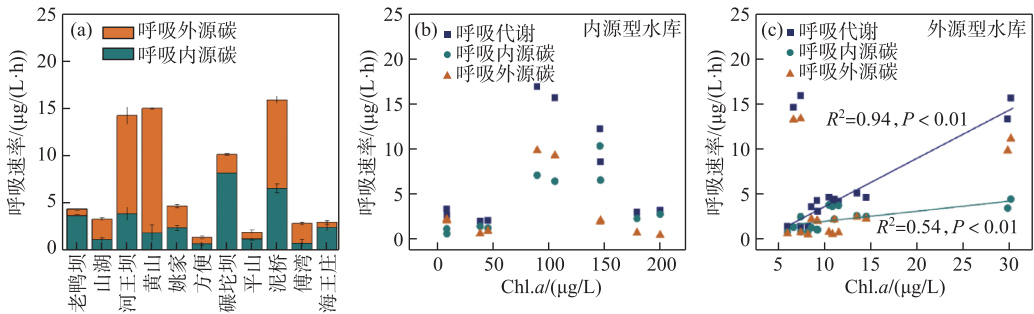 (a)
呼吸外源碳
呼吸内源碳
呼吸速率/(μg/(L·h))
25
20
15
10
5
0
老鸭坝
山湖
河王坝
黄山
姚家
方便
碾坨坝
平山
泥桥
傅湾
海王庄
(b)
内源型水库
呼吸代谢
呼吸内源碳
呼吸外源碳
呼吸速率/(μg/(L·h))
25
20
15
10
5
0
0 50 100 150 200
Chl.a/(μg/L)
(c)
外源型水库
呼吸代谢
呼吸内源碳
呼吸外源碳
R²=0.94, P < 0.01
R²=0.54, P < 0.01
呼吸速率/(μg/(L·h))
25
20
15
10
5
0
5 10 15 20 25 30
Chl.a/(μg/L)